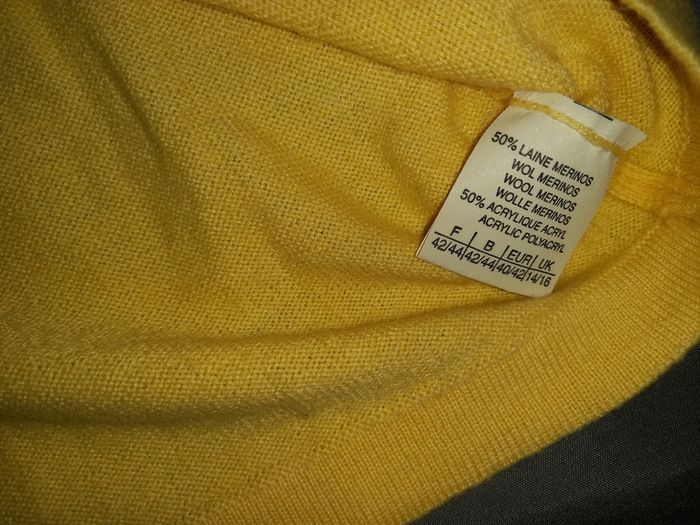 50% LAINE MERINOS
WOL MERINOS
WOOL MERINOS
WOLLE MERINOS
50% ACRYLIQUE ACRYL
ACRYLIC POLYACRYL
F | B | EUR | UK
42/44 | 42/44 | 40/42 | 14/16